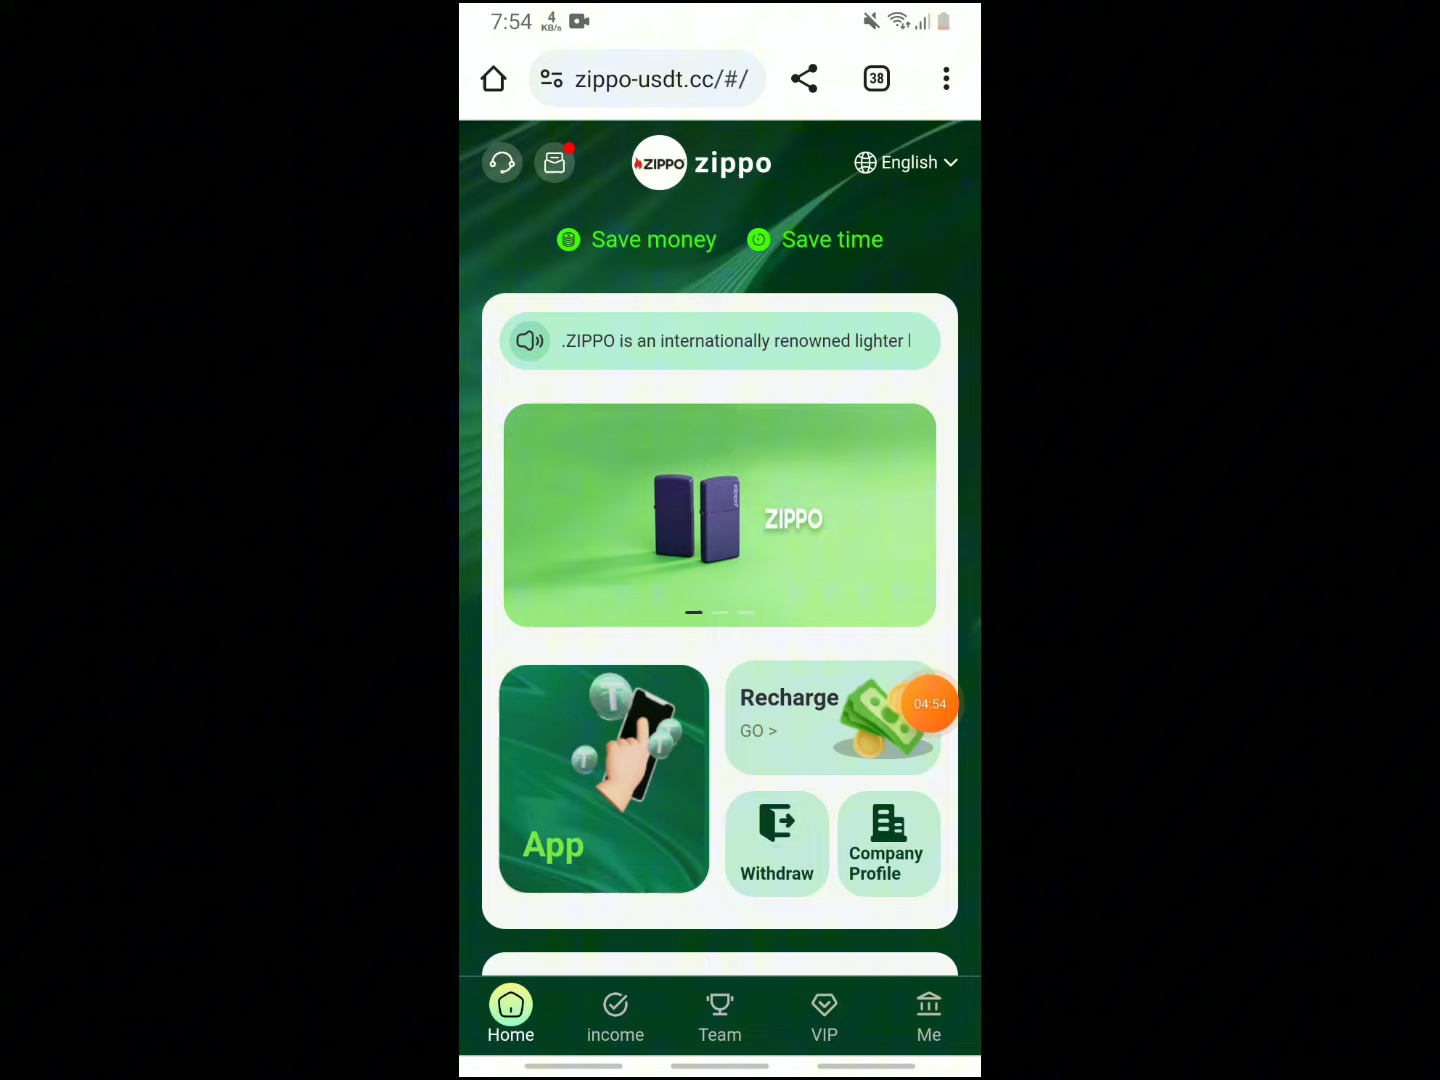 7:54 4 KB/s
zippo-usdt.cc/#/ 38
ZIPPO zippo English
Save money Save time
.ZIPPO is an internationally renowned lighter
zippo
ZIPPO
Recharge
04:54
GO >
App
Withdraw
Company
Profile
Home income Team VIP Me